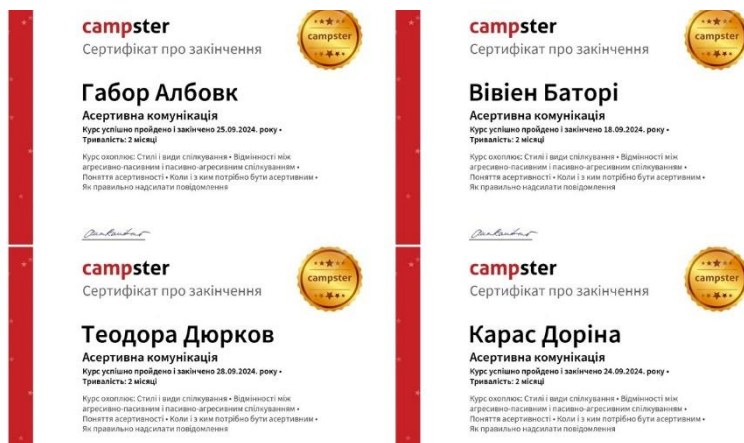 campster
Сертифікат про закінчення
campster
Габор Албовк
Асертивна комунікація
Курс успішно пройдено і закінчено 25.09.2024. року •
Тривалість: 2 місяці
Курс охоплює: Стилі і види спілкування • Відмінності між
агресивно-пасивним і пасивно-агресивним спілкуванням •
Поняття асертивності • Коли і з ким потрібно бути асертивним •
Як правильно надсилати повідомлення
campster
Сертифікат про закінчення
campster
Вівіен Баторі
Асертивна комунікація
Курс успішно пройдено і закінчено 18.09.2024. року •
Тривалість: 2 місяці
Курс охоплює: Стилі і види спілкування • Відмінності між
агресивно-пасивним і пасивно-агресивним спілкуванням •
Поняття асертивності • Коли і з ким потрібно бути асертивним •
Як правильно надсилати повідомлення
campster
Сертифікат про закінчення
campster
Теодора Дюрков
Асертивна комунікація
Курс успішно пройдено і закінчено 28.09.2024. року •
Тривалість: 2 місяці
Курс охоплює: Стилі і види спілкування • Відмінності між
агресивно-пасивним і пасивно-агресивним спілкуванням •
Поняття асертивності • Коли і з ким потрібно бути асертивним •
Як правильно надсилати повідомлення
campster
Сертифікат про закінчення
campster
Карас Доріна
Асертивна комунікація
Курс успішно пройдено і закінчено 24.09.2024. року •
Тривалість: 2 місяці
Курс охоплює: Стилі і види спілкування • Відмінності між
агресивно-пасивним і пасивно-агресивним спілкуванням •
Поняття асертивності • Коли і з ким потрібно бути асертивним •
Як правильно надсилати повідомлення